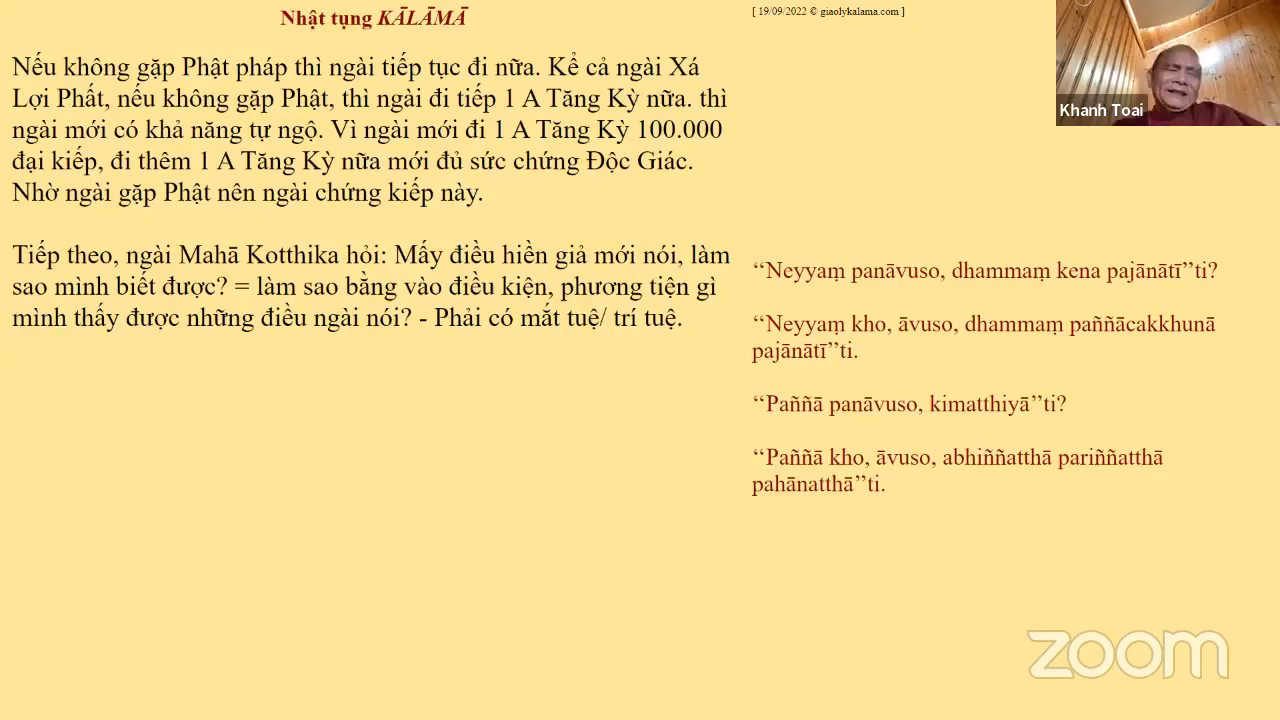 Nhật tụng KĀLĀMĀ
[ 19/09/2022 © giaolykalama.com ]
Nếu không gặp Phật pháp thì ngài tiếp tục đi nữa. Kể cả ngài Xá
Lợi Phất, nếu không gặp Phật, thì ngài đi tiếp 1 A Tăng Kỳ nữa. thì
ngài mới có khả năng tự ngộ. Vì ngài mới đi 1 A Tăng Kỳ 100.000
đại kiếp, đi thêm 1 A Tăng Kỳ nữa mới đủ sức chứng Độc Giác.
Nhờ ngài gặp Phật nên ngài chứng kiếp này.
Tiếp theo, ngài Mahā Kotthika hỏi: Mấy điều hiền giả mới nói, làm
sao mình biết được? = làm sao bằng vào điều kiện, phương tiện gì
mình thấy được những điều ngài nói? - Phải có mắt tuệ/ trí tuệ.
‘‘Neyyaṃ panāvuso, dhammaṃ kena pajānātī’’ti?
‘‘Neyyaṃ kho, āvuso, dhammaṃ paññācakkhunā
pajānātī’’ti.
‘‘Paññā panāvuso, kimatthiyā’’ti?
‘‘Paññā kho, āvuso, abhiññatthā pariññatthā
pahānatthā’’ti.
Khanh Toai
zoom